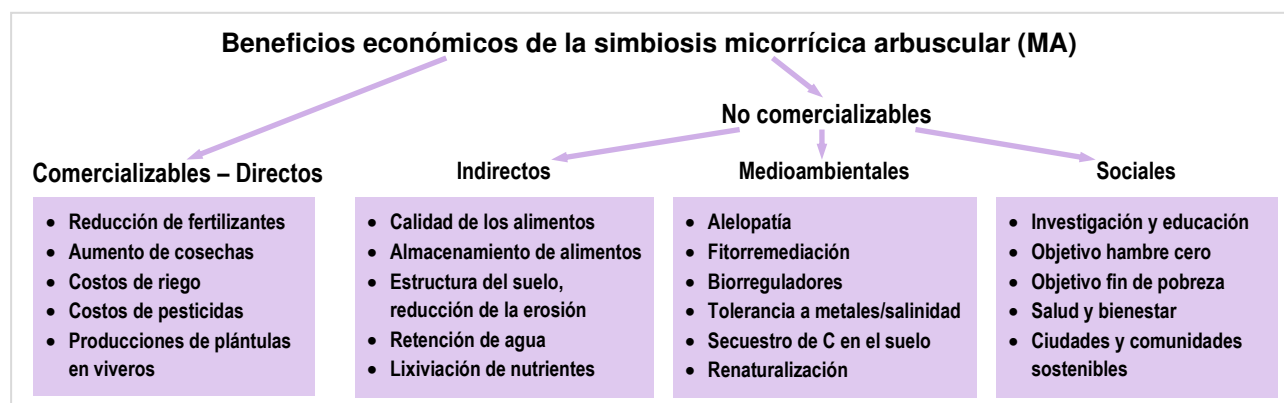 Beneficios económicos de la simbiosis micorrícica arbuscular (MA)
No comercializables
Comercializables – Directos
• Reducción de fertilizantes
• Aumento de cosechas
• Costos de riego
• Costos de pesticidas
• Producciones de plántulas
en viveros
Indirectos
• Calidad de los alimentos
• Almacenamiento de alimentos
• Estructura del suelo,
reducción de la erosión
• Retención de agua
• Lixiviación de nutrientes
Medioambientales
• Alelopatía
• Fitorremediación
• Biorreguladores
• Tolerancia a metales/salinidad
• Secuestro de C en el suelo
• Renaturalización
Sociales
• Investigación y educación
• Objetivo hambre cero
• Objetivo fin de pobreza
• Salud y bienestar
• Ciudades y comunidades
sostenibles